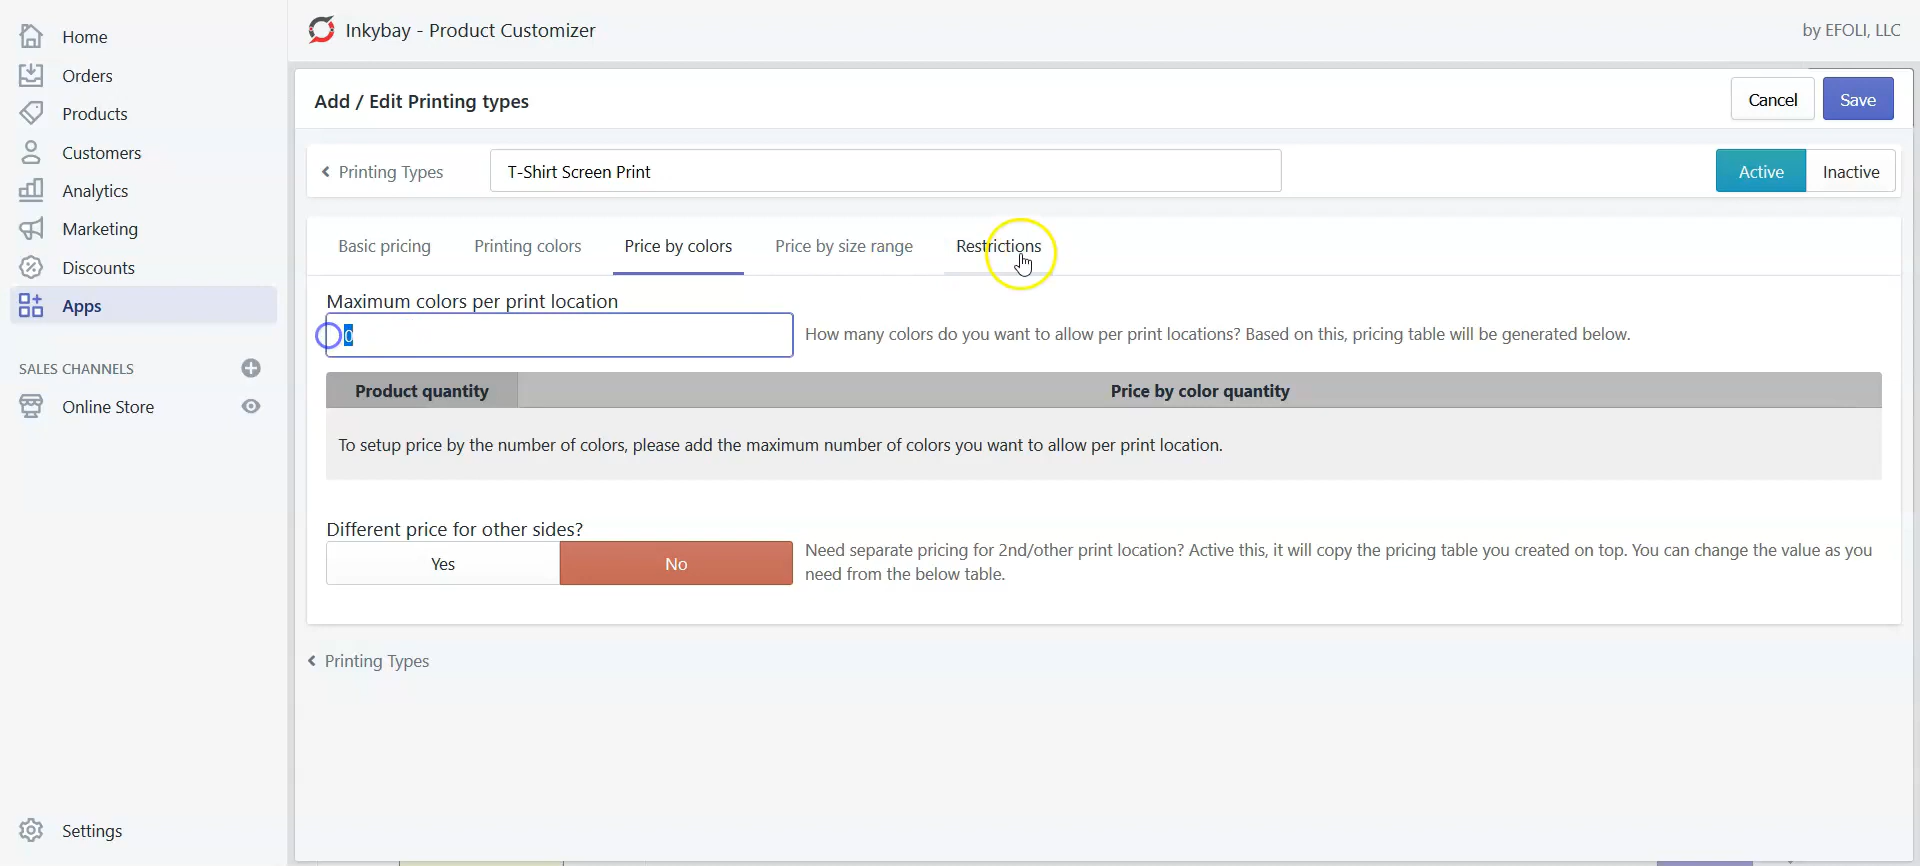 Home
Orders
Products
Customers
Analytics
Marketing
Discounts
Apps
SALES CHANNELS
Online Store
Settings
Inkybay - Product Customizer
by EFOLI, LLC
Add / Edit Printing types
Cancel
Save
Printing Types
T-Shirt Screen Print
Active
Inactive
Basic pricing
Printing colors
Price by colors
Price by size range
Restrictions
Maximum colors per print location
0
How many colors do you want to allow per print locations? Based on this, pricing table will be generated below.
Product quantity
Price by color quantity
To setup price by the number of colors, please add the maximum number of colors you want to allow per print location.
Different price for other sides?
Yes
No
Need separate pricing for 2nd/other print location? Active this, it will copy the pricing table you created on top. You can change the value as you
need from the below table.
Printing Types